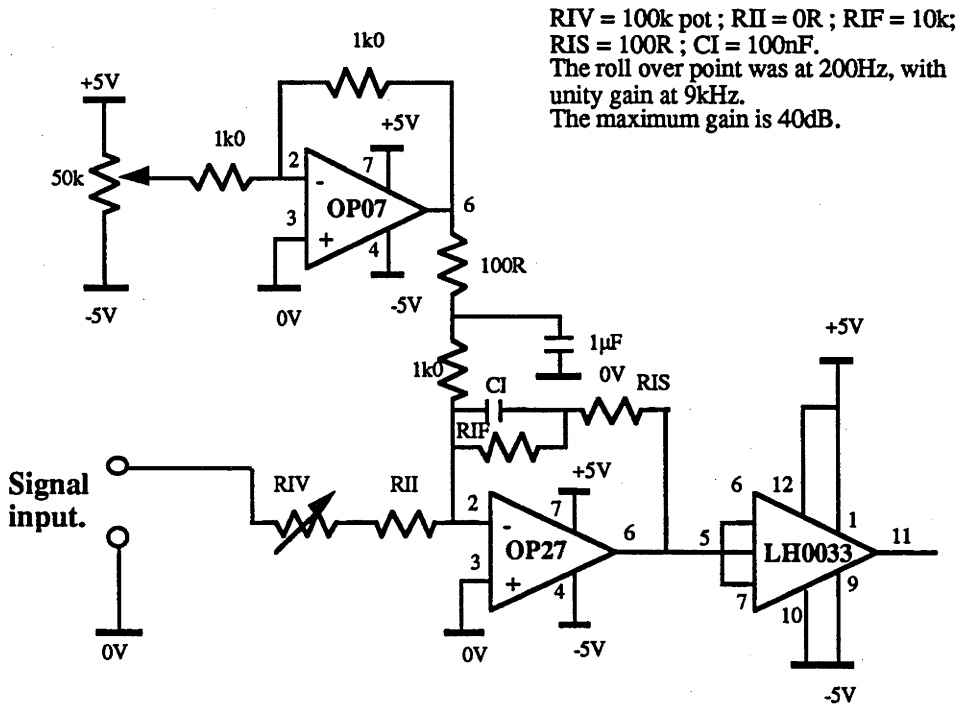 RIV = 100k pot ; RII = 0R ; RIF = 10k;
RIS = 100R ; CI = 100nF.
The roll over point was at 200Hz, with
unity gain at 9kHz.
The maximum gain is 40dB.
1k0
+5V
+5V
1k0
50k
2
7
-
OP07
6
3
+
4
100R
-5V
0V
-5V
+5V
1µF
1k0
0V
CI
RIS
RIF
+5V
Signal
input.
RIV
RII
2
7
-
6
12
6
5
1
11
OP27
LH0033
3
+
4
7
9
10
0V
0V
-5V
-5V